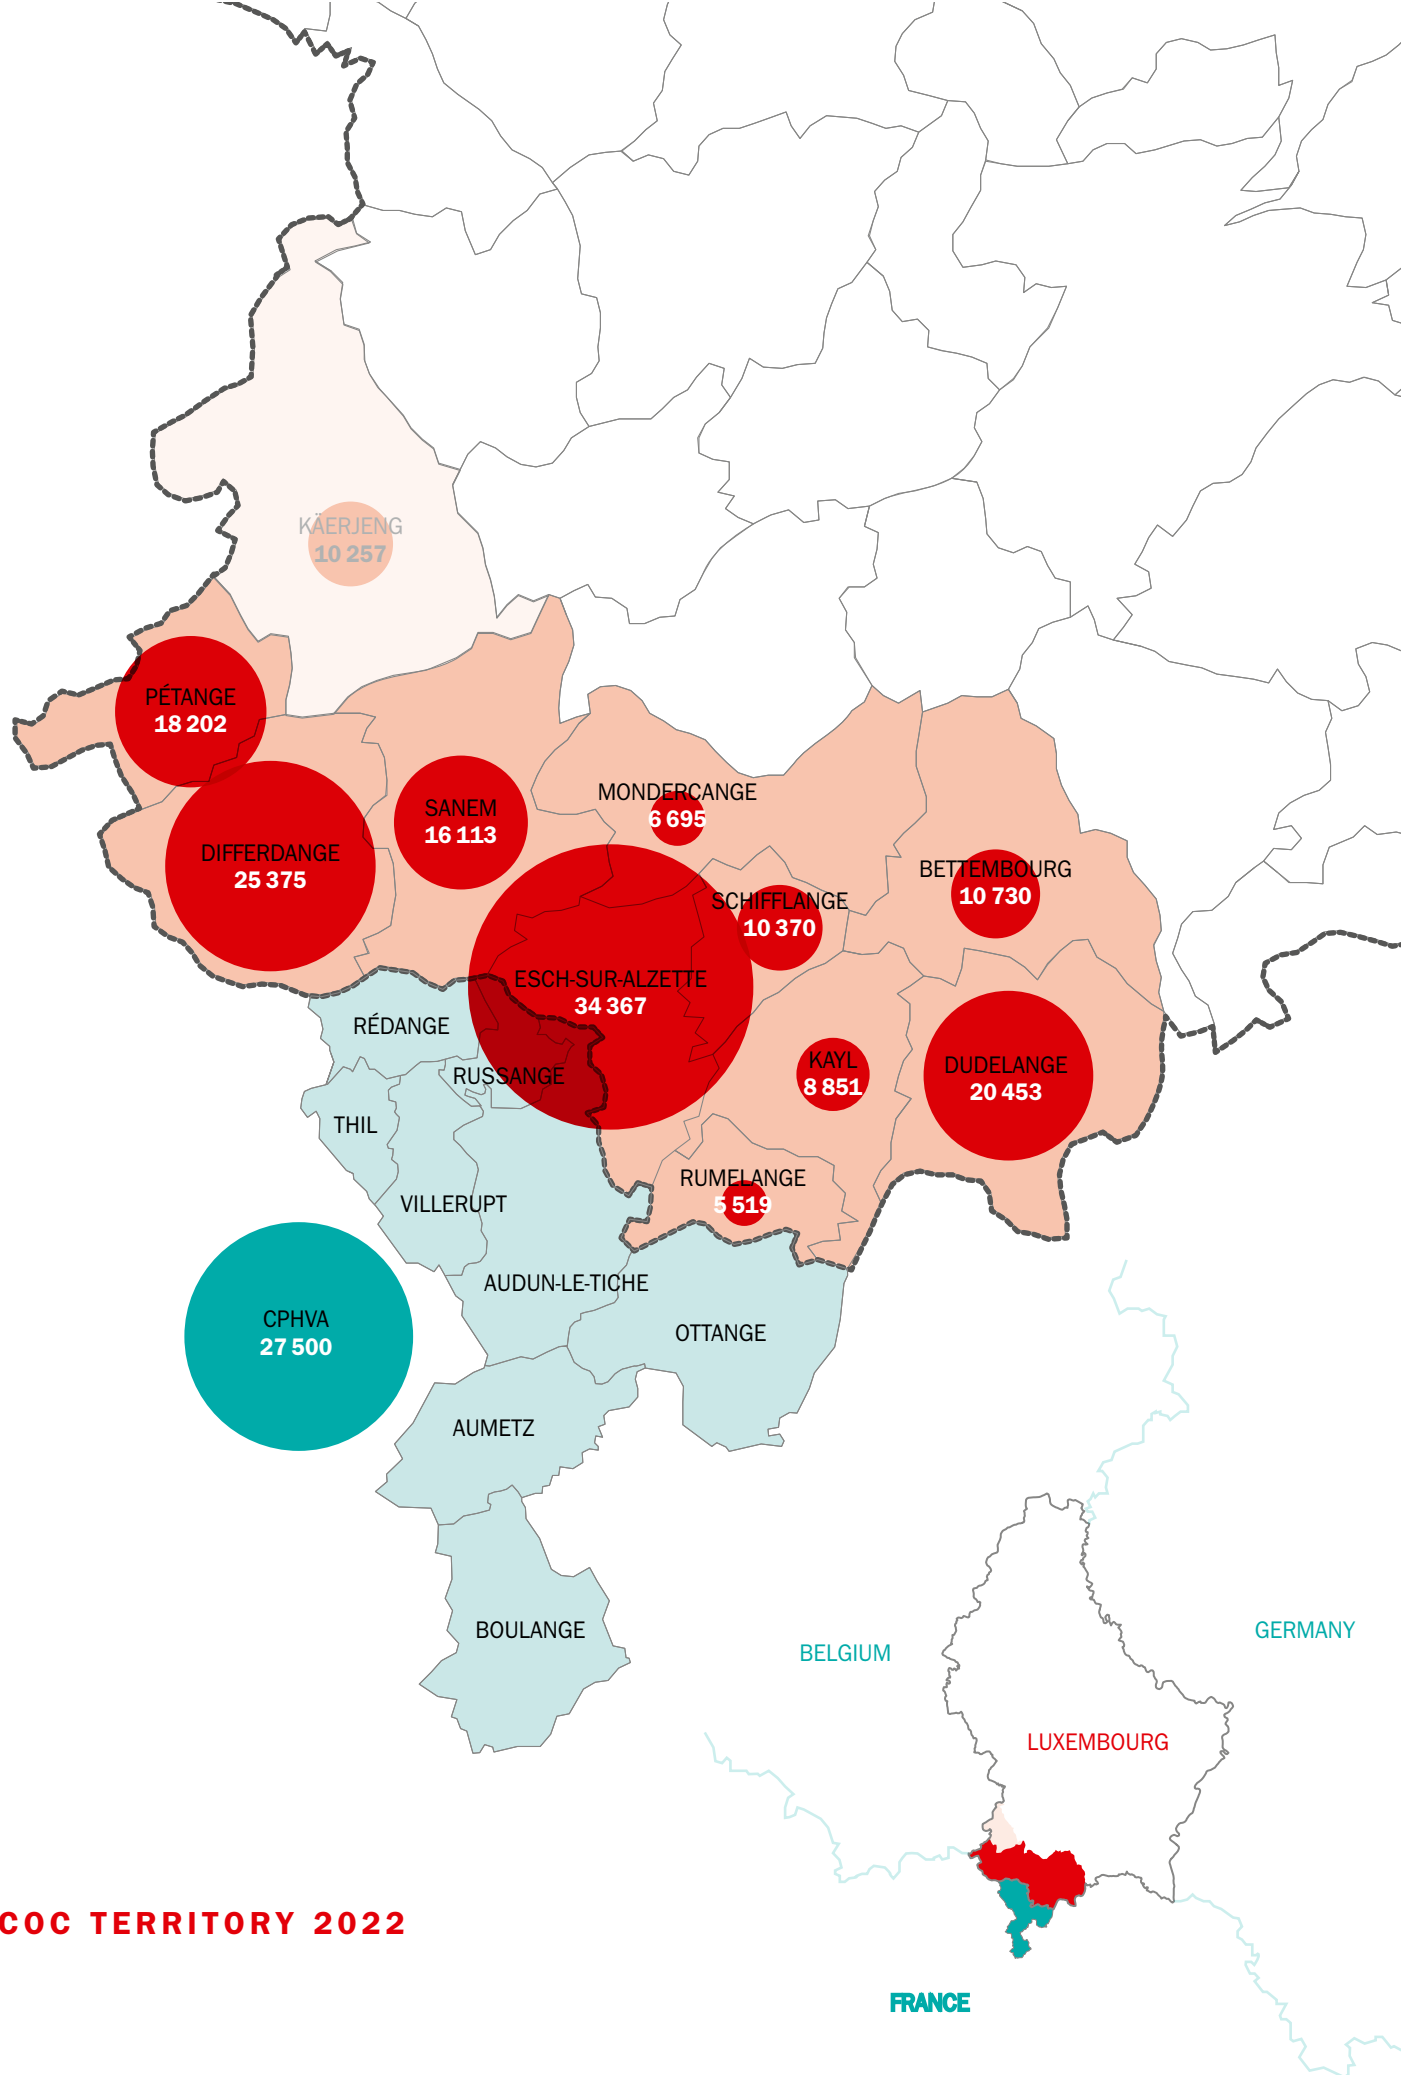 KÄERJENG
10 257
PÉTANGE
18 202
MONDERCANGE
6 695
SANEM
16 113
DIFFERDANGE
25 375
BETTEMBOURG
10 730
SCHIFFLANGE
10 370
ESCH-SUR-ALZETTE
34 367
RÉDANGE
RUSSANGE
KAYL
8 851
DUDELANGE
20 453
THIL
RUMELANGE
5 519
VILLERUPT
AUDUN-LE-TICHE
CPHVA
27 500
OTTANGE
AUMETZ
BOULANGE
BELGIUM
GERMANY
LUXEMBOURG
COC TERRITORY 2022
FRANCE